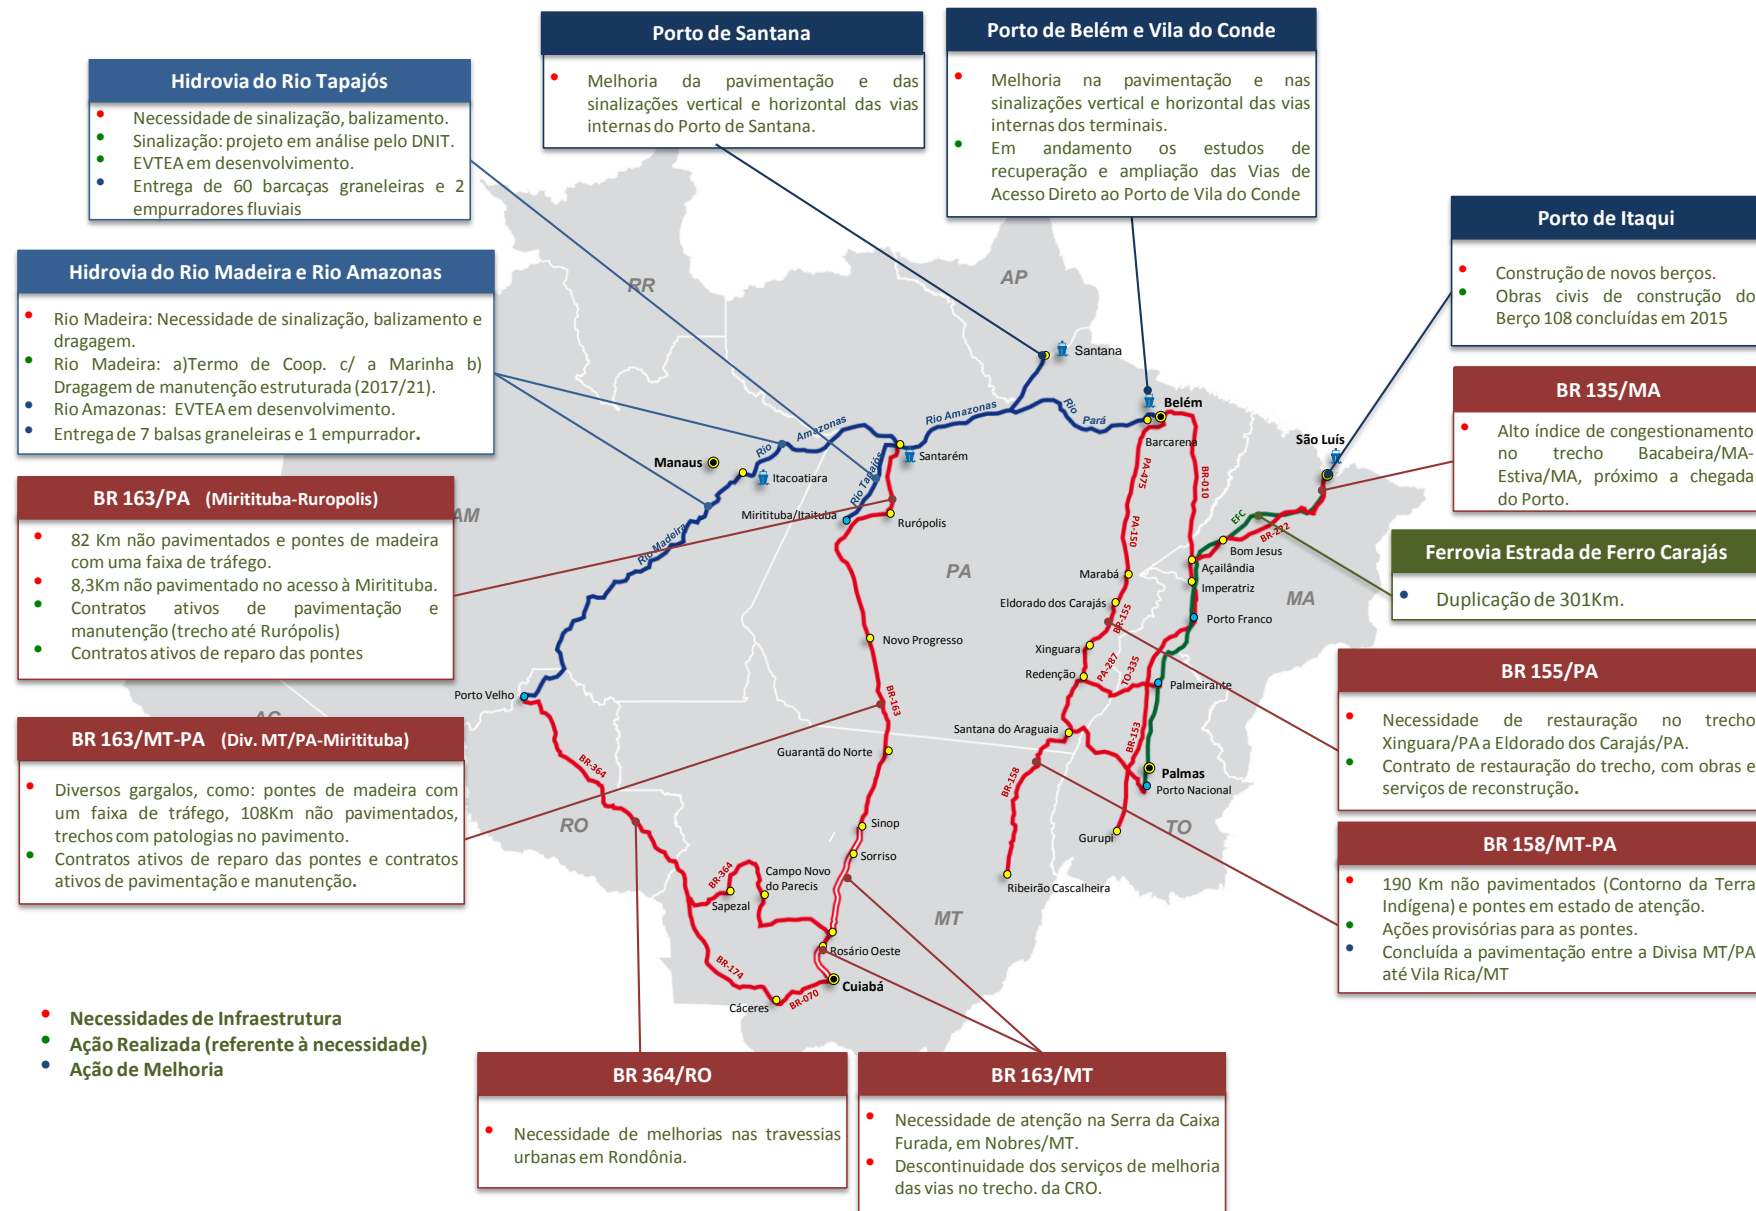 Porto de Santana
Melhoria da pavimentação e das
sinalizações vertical e horizontal das vias
internas do Porto de Santana.
Porto de Belém e Vila do Conde
Melhoria na pavimentação e nas
sinalizações vertical e horizontal das vias
internas dos terminais.
Em andamento os estudos de
recuperação e ampliação das Vias de
Acesso Direto ao Porto de Vila do Conde
Hidrovia do Rio Tapajós
Necessidade de sinalização, balizamento.
Sinalização: projeto em análise pelo DNIT.
EVTEA em desenvolvimento.
Entrega de 60 barcaças graneleiras e 2
empurradores fluviais
Porto de Itaqui
Construção de novos berços.
Obras civis de construção do
Berço 108 concluídas em 2015
Hidrovia do Rio Madeira e Rio Amazonas
Rio Madeira: Necessidade de sinalização, balizamento e
dragagem.
Rio Madeira: a)Termo de Coop. c/ a Marinha b)
Dragagem de manutenção estruturada (2017/21).
Rio Amazonas: EVTEA em desenvolvimento.
Entrega de 7 balsas graneleiras e 1 empurrador.
BR 135/MA
Alto índice de congestionamento
no trecho Bacabeira/MA-
Estiva/MA, próximo a chegada
do Porto.
BR 163/PA (Miritituba-Ruropolis)
82 Km não pavimentados e pontes de madeira
com uma faixa de tráfego.
8,3Km não pavimentado no acesso à Miritituba.
Contratos ativos de pavimentação e
manutenção (trecho até Rurópolis)
Contratos ativos de reparo das pontes
Ferrovia Estrada de Ferro Carajás
Duplicação de 301Km.
BR 155/PA
Necessidade de restauração no trecho
Xinguara/PA a Eldorado dos Carajás/PA.
Contrato de restauração do trecho, com obras e
serviços de reconstrução.
BR 163/MT-PA (Div. MT/PA-Miritituba)
Diversos gargalos, como: pontes de madeira com
um faixa de tráfego, 108Km não pavimentados,
trechos com patologias no pavimento.
Contratos ativos de reparo das pontes e contratos
ativos de pavimentação e manutenção.
BR 158/MT-PA
190 Km não pavimentados (Contorno da Terra
Indígena) e pontes em estado de atenção.
Ações provisórias para as pontes.
Concluída a pavimentação entre a Divisa MT/PA
até Vila Rica/MT
RR
AP
AM
PA
MA
AC
RO
TO
MT
Santana
Rio Amazonas
Rio
Pará
Belém
Barcarena
São Luís
Rio
Amazonas
Manaus
Itacoatiara
Santarém
Rio Tapajós
Miritituba/Itaituba
Rurópolis
Rio Madeira
PA-475
BR-010
PA-150
EFC
BR-222
Bom Jesus
Açailândia
Imperatriz
Marabá
Eldorado dos Carajás
BR-155
Porto Franco
Novo Progresso
Xinguara
Redenção
PA-287
TO-335
Palmeirante
Porto Velho
BR-163
Santana do Araguaia
BR-153
Guarantã do Norte
BR-364
BR-158
Palmas
Porto Nacional
Sinop
Gurupi
Sorriso
BR-364
Campo Novo
do Parecis
Sapezal
Ribeirão Cascalheira
Rosário Oeste
BR-174
Cuiabá
BR-070
Cáceres
Necessidades de Infraestrutura
Ação Realizada (referente à necessidade)
Ação de Melhoria
BR 364/RO
Necessidade de melhorias nas travessias
urbanas em Rondônia.
BR 163/MT
Necessidade de atenção na Serra da Caixa
Furada, em Nobres/MT.
Descontinuidade dos serviços de melhoria
das vias no trecho. da CRO.